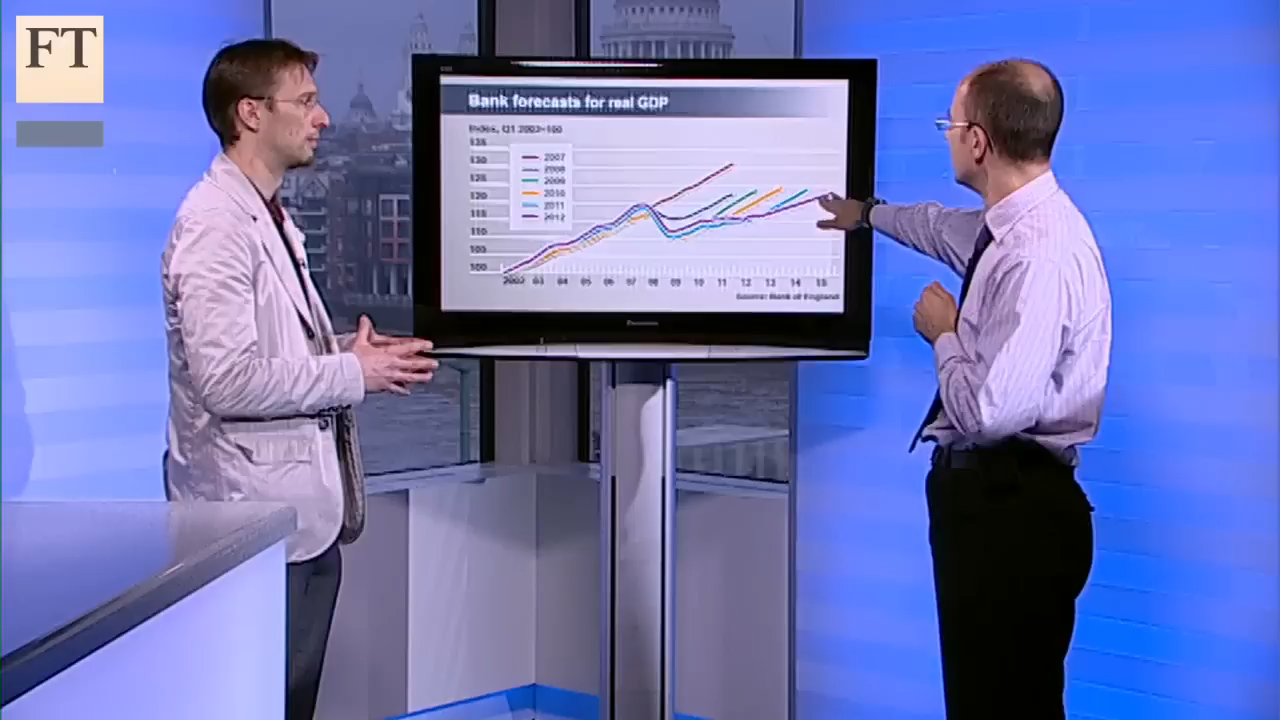 FT
Bank forecasts for real GDP
Index, Q1 2002=100
135
130
125
120
115
110
105
100
2007
2008
2009
2010
2011
2012
2002 03 04 05 06 07 08 09 10 11 12 13 14 15
Source: Bank of England
Panasonic